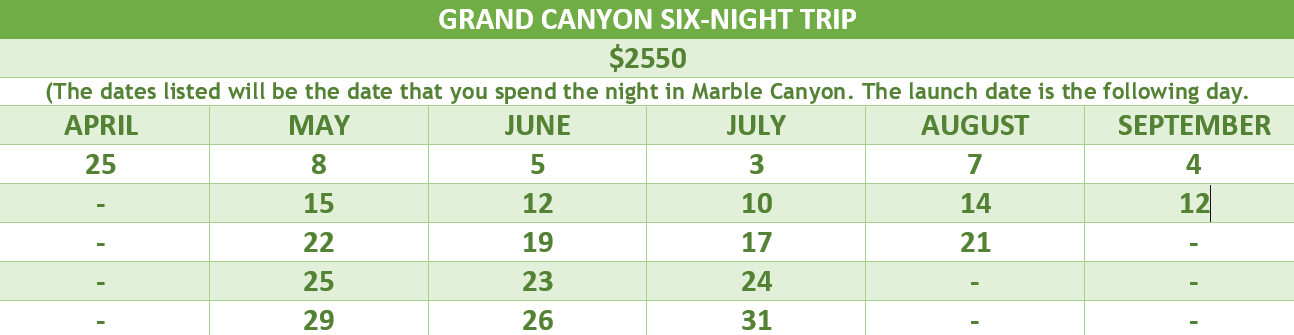 GRAND CANYON SIX-NIGHT TRIP
$2550
(The dates listed will be the date that you spend the night in Marble Canyon. The launch date is the following day.
APRIL MAY JUNE JULY AUGUST SEPTEMBER
25 8 5 3 7 4
- 15 12 10 14 12
- 22 19 17 21 -
- 25 23 24 - -
- 29 26 31 - -